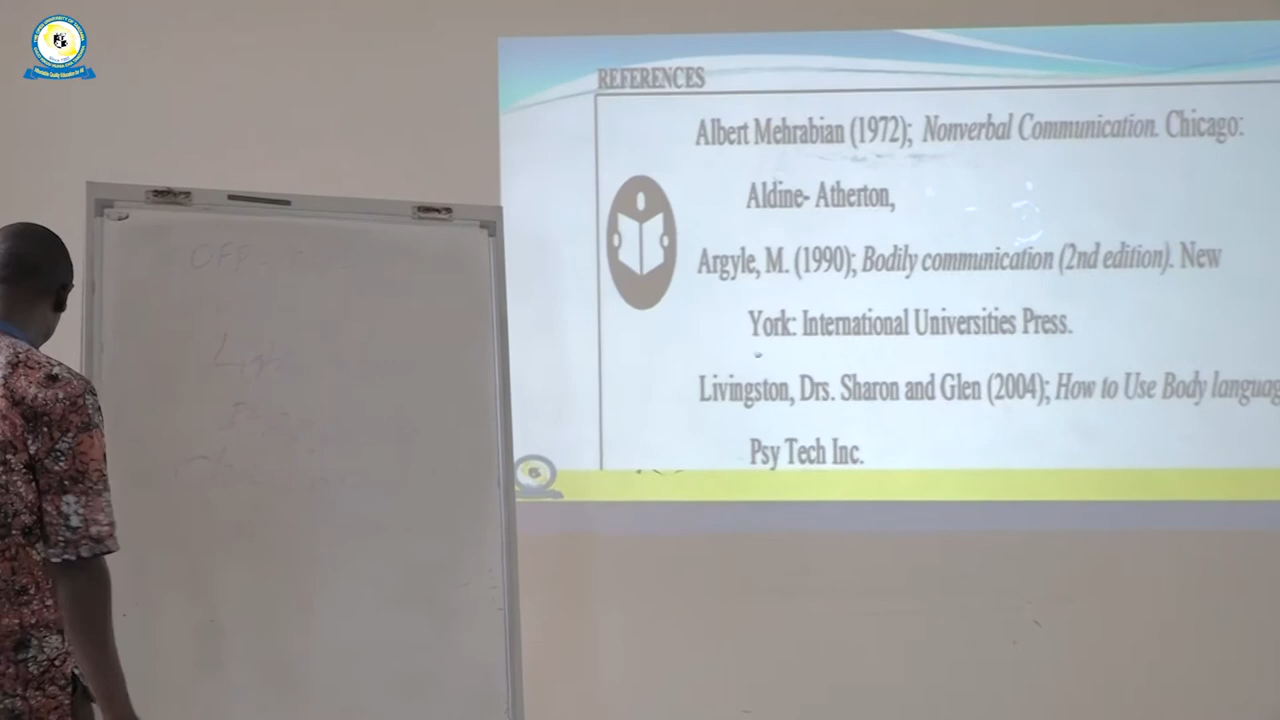 REFERENCES
Albert Mehrabian (1972); Nonverbal Communication. Chicago:
Aldine- Atherton,
Argyle, M. (1990); Bodily communication (2nd edition). New
York: International Universities Press.
Livingston, Drs. Sharon and Glen (2004); How to Use Body languag
Psy Tech Inc.